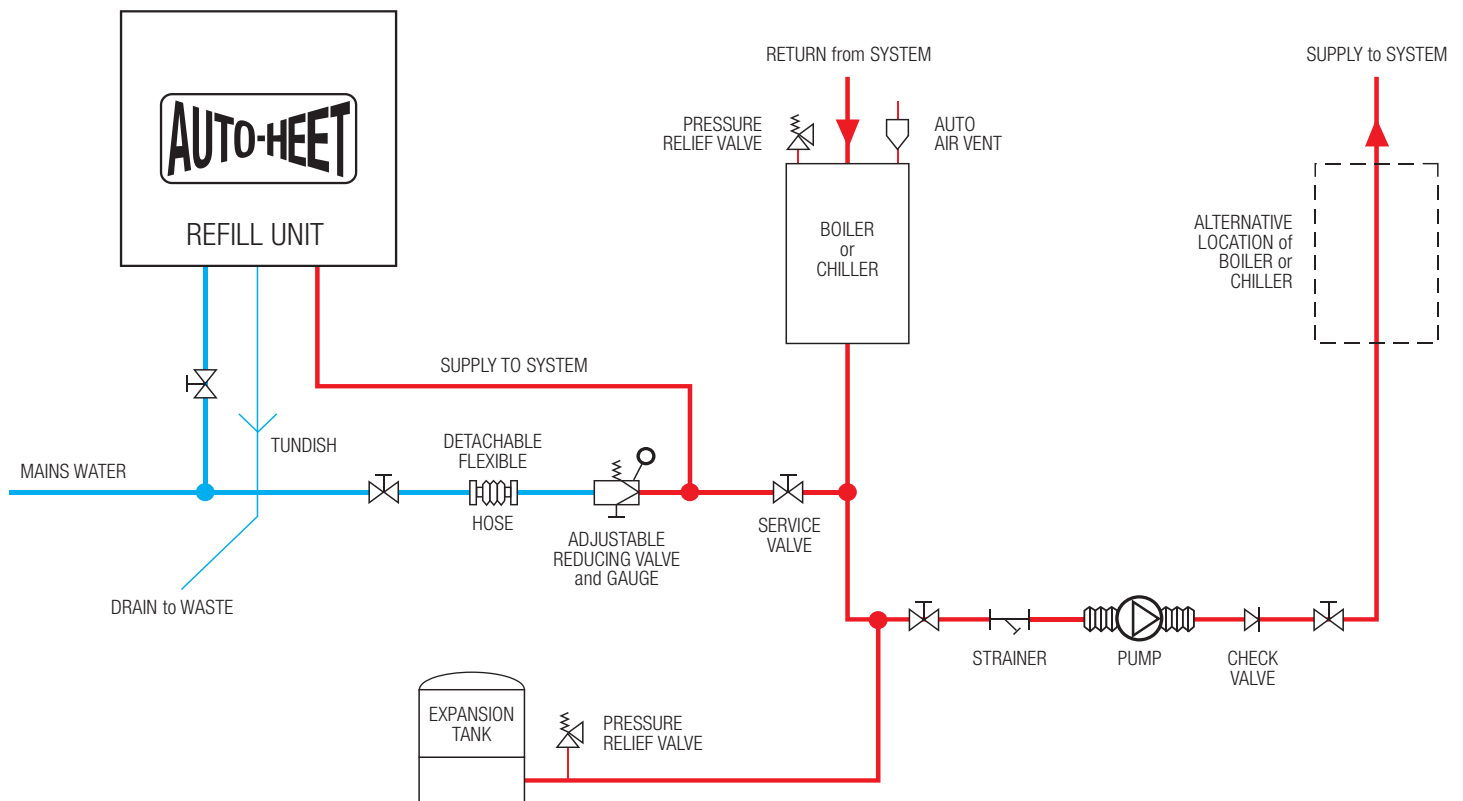 AUTO-HEET
REFILL UNIT
RETURN from SYSTEM
SUPPLY to SYSTEM
PRESSURE
RELIEF VALVE
AUTO
AIR VENT
BOILER
or
CHILLER
ALTERNATIVE
LOCATION of
BOILER or
CHILLER
SUPPLY TO SYSTEM
TUNDISH
MAINS WATER
DETACHABLE
FLEXIBLE
HOSE
ADJUSTABLE
REDUCING VALVE
and GAUGE
SERVICE
VALVE
DRAIN to WASTE
STRAINER
PUMP
CHECK
VALVE
EXPANSION
TANK
PRESSURE
RELIEF VALVE